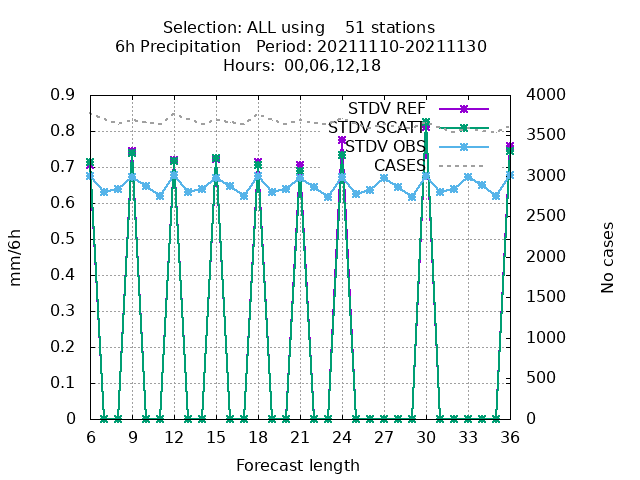 Selection: ALL using    51 stations
6h Precipitation   Period: 20211110-20211130
Hours: 00,06,12,18
STDV REF
STDV SCATT
STDV OBS
CASES
mm/6h
No cases
0.9
0.8
0.7
0.6
0.5
0.4
0.3
0.2
0.1
0
4000
3500
3000
2500
2000
1500
1000
500
0
6 9 12 15 18 21 24 27 30 33 36
Forecast length